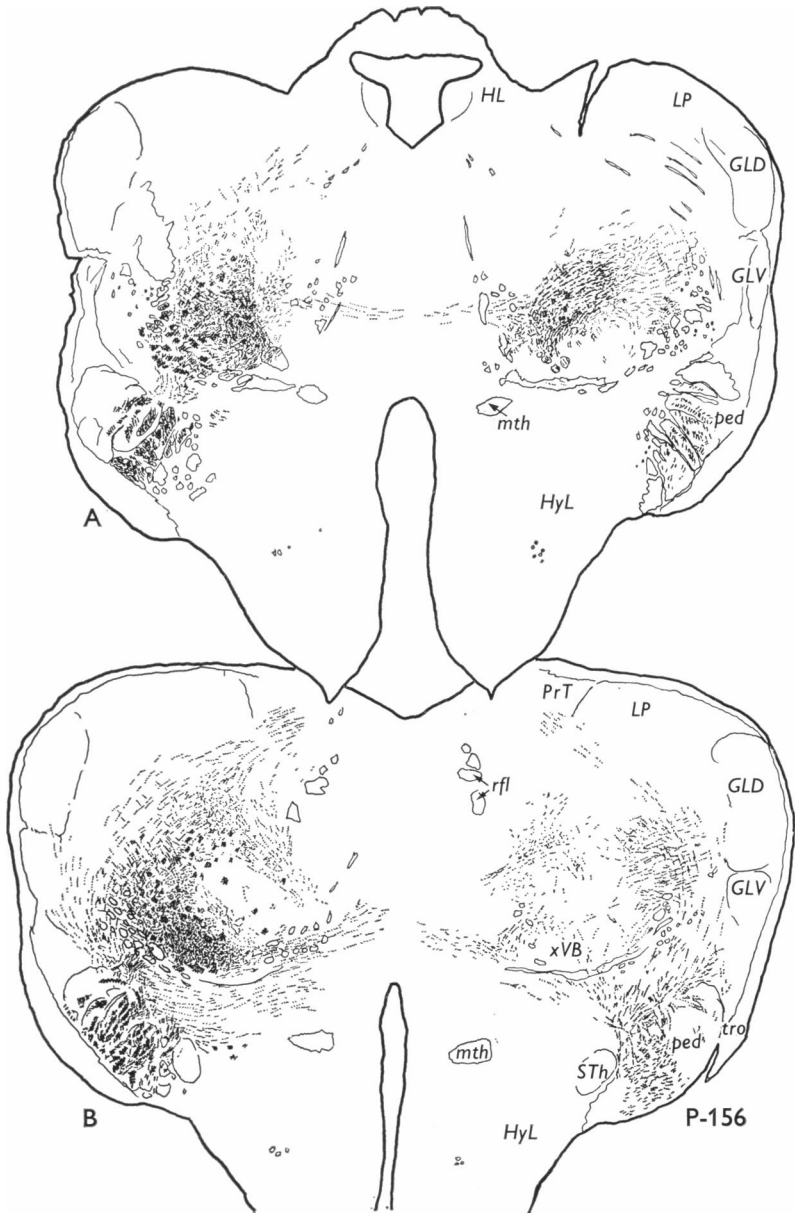 HL
LP
GLD
GLV
mth
ped
A
HyL
PrT
LP
rfl
GLD
GLV
xVB
mth
STh
ped
tro
B
HyL
P-156